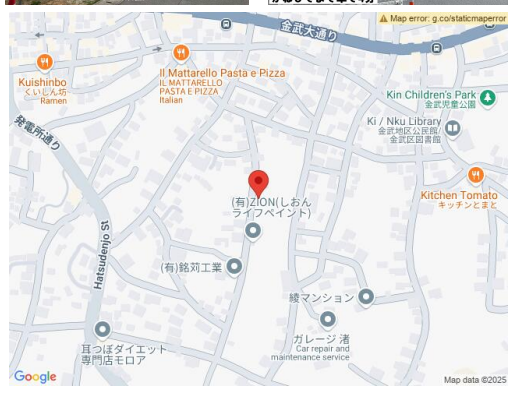 Map error: g.co/staticmaperror
金武大通り
Il Mattarello Pasta e Pizza
IL MATTARELLO
PASTA E PIZZA
Italian
Kuishinbo
くいしん坊
Ramen
Kin Children's Park
金武児童公園
Ki / Nku Library
金武地区公民館/
金武区図書館
発電所通り
Kitchen Tomato
キッチンとまと
(有)ZION(しおん
ライフペイント)
Hatsudenjo St
(有)銘苅工業
綾マンション
ガレージ 渚
Car repair and
maintenance service
耳つぼダイエット
専門店モロア
Google
Map data ©2025